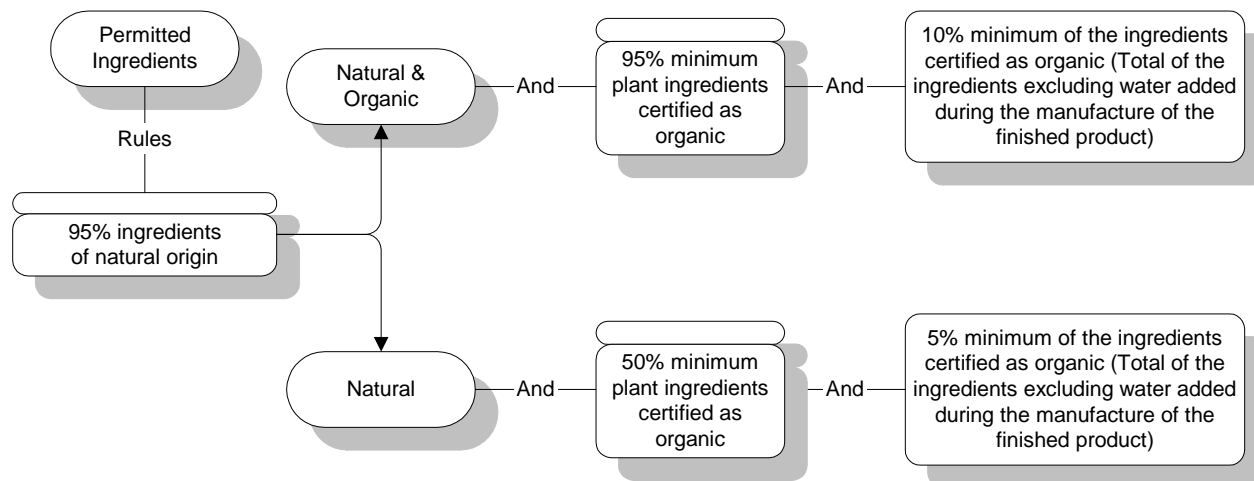 Permitted
Ingredients
Rules
95% ingredients
of natural origin
Natural &
Organic
And
95% minimum
plant ingredients
certified as
organic
And
10% minimum of the ingredients
certified as organic (Total of the
ingredients excluding water added
during the manufacture of the
finished product)
Natural
And
50% minimum
plant ingredients
certified as
organic
And
5% minimum of the ingredients
certified as organic (Total of the
ingredients excluding water added
during the manufacture of the
finished product)